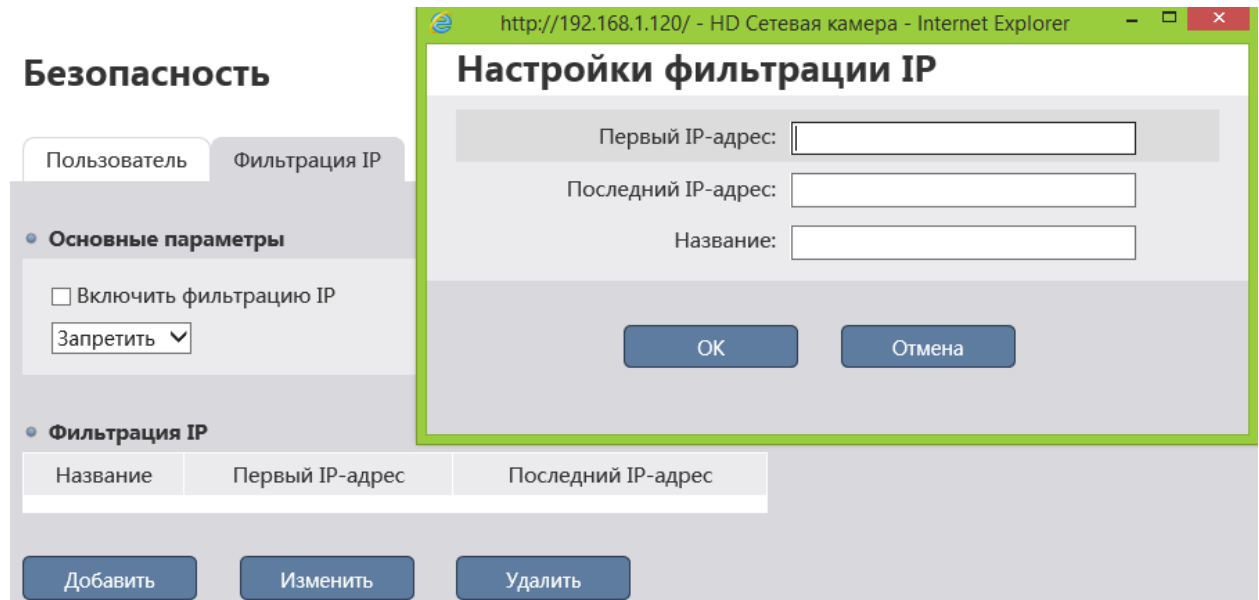 http://192.168.1.120/ - HD Сетевая камера - Internet Explorer
Настройки фильтрации IP
Первый IP-адрес:
Последний IP-адрес:
Название:
ОК Отмена
Безопасность
Пользователь Фильтрация IP
Основные параметры
Включить фильтрацию IP
Запретить
Фильтрация IP
Название Первый IP-адрес Последний IP-адрес
Добавить Изменить Удалить